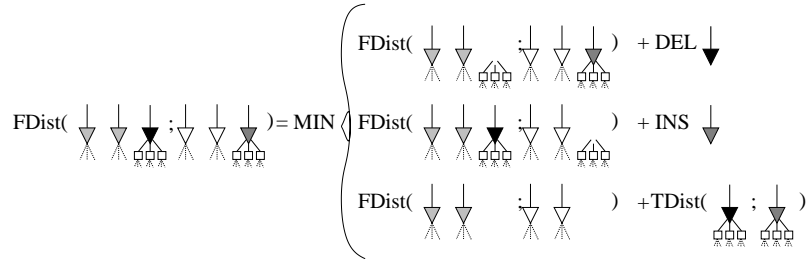 FDist( ; ) + DEL
FDist( ; ) = MIN { FDist( ; ) + INS
FDist( ; ) +TDist( ; )